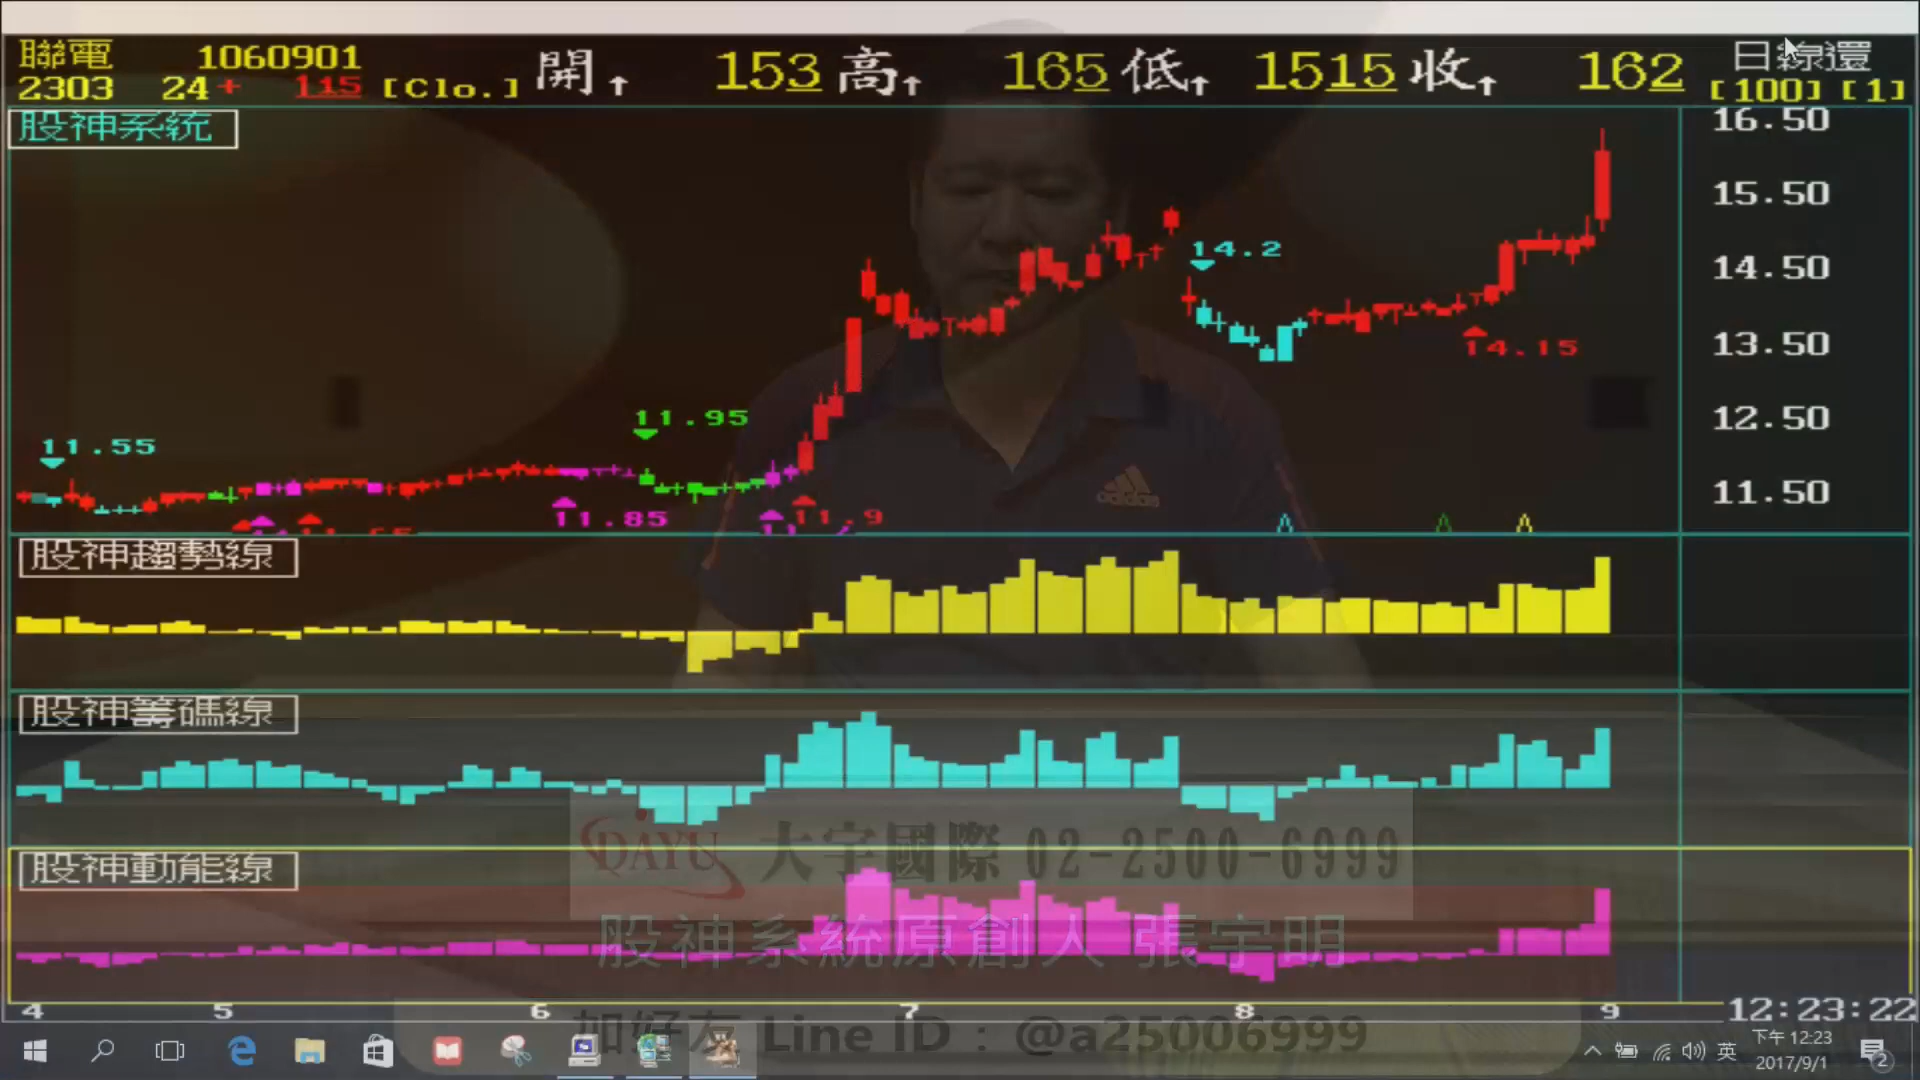 聯電 1060901 開↑ 153 高↑ 165 低↑ 1515 收↑ 162 日線還
2303 24+ 115 [Clo.] [100] [1]
股神系統
16.50
15.50
14.50
13.50
12.50
11.50
14.2
14.15
11.95
11.55
11.85
11.9
股神趨勢線
股神籌碼線
股神動能線
DAYU 大宇國際 02-2500-6999
股神系統原創人 張宇明
4 5 6 7 8 9 12:23:22
加好友 Line ID：@a25006999
英 下午 12:23
2017/9/1
2
adidas